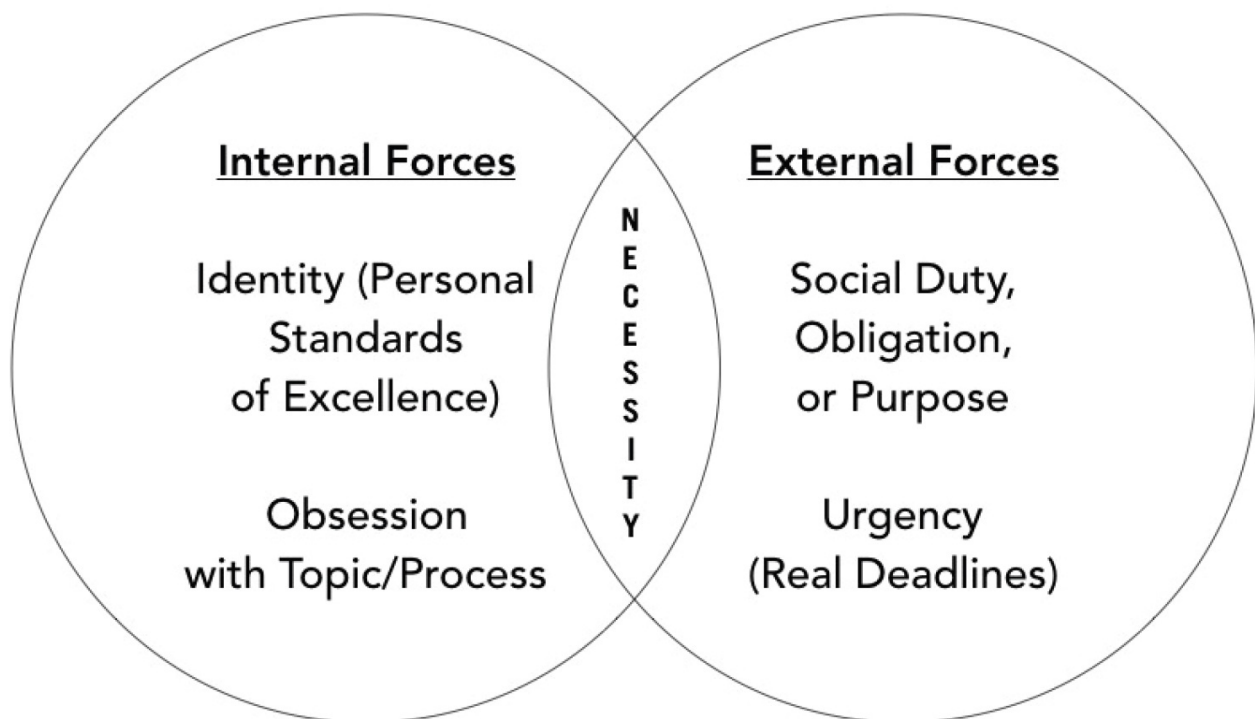 Internal Forces
Identity (Personal
Standards
of Excellence)
Obsession
with Topic/Process
NECESSITY
External Forces
Social Duty,
Obligation,
or Purpose
Urgency
(Real Deadlines)